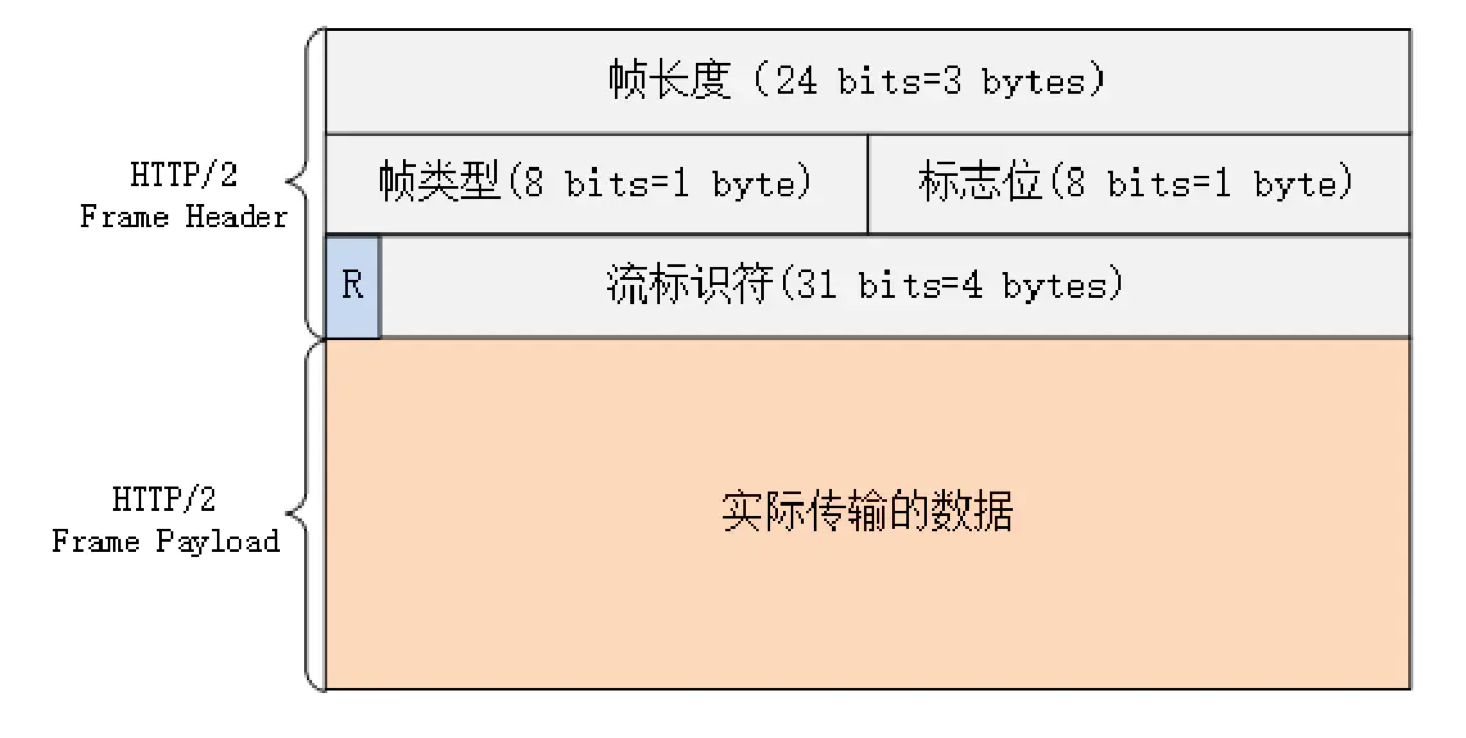 帧长度（24 bits=3 bytes）
HTTP/2
Frame Header
帧类型(8 bits=1 byte)
标志位(8 bits=1 byte)
R
流标识符(31 bits=4 bytes)
HTTP/2
Frame Payload
实际传输的数据